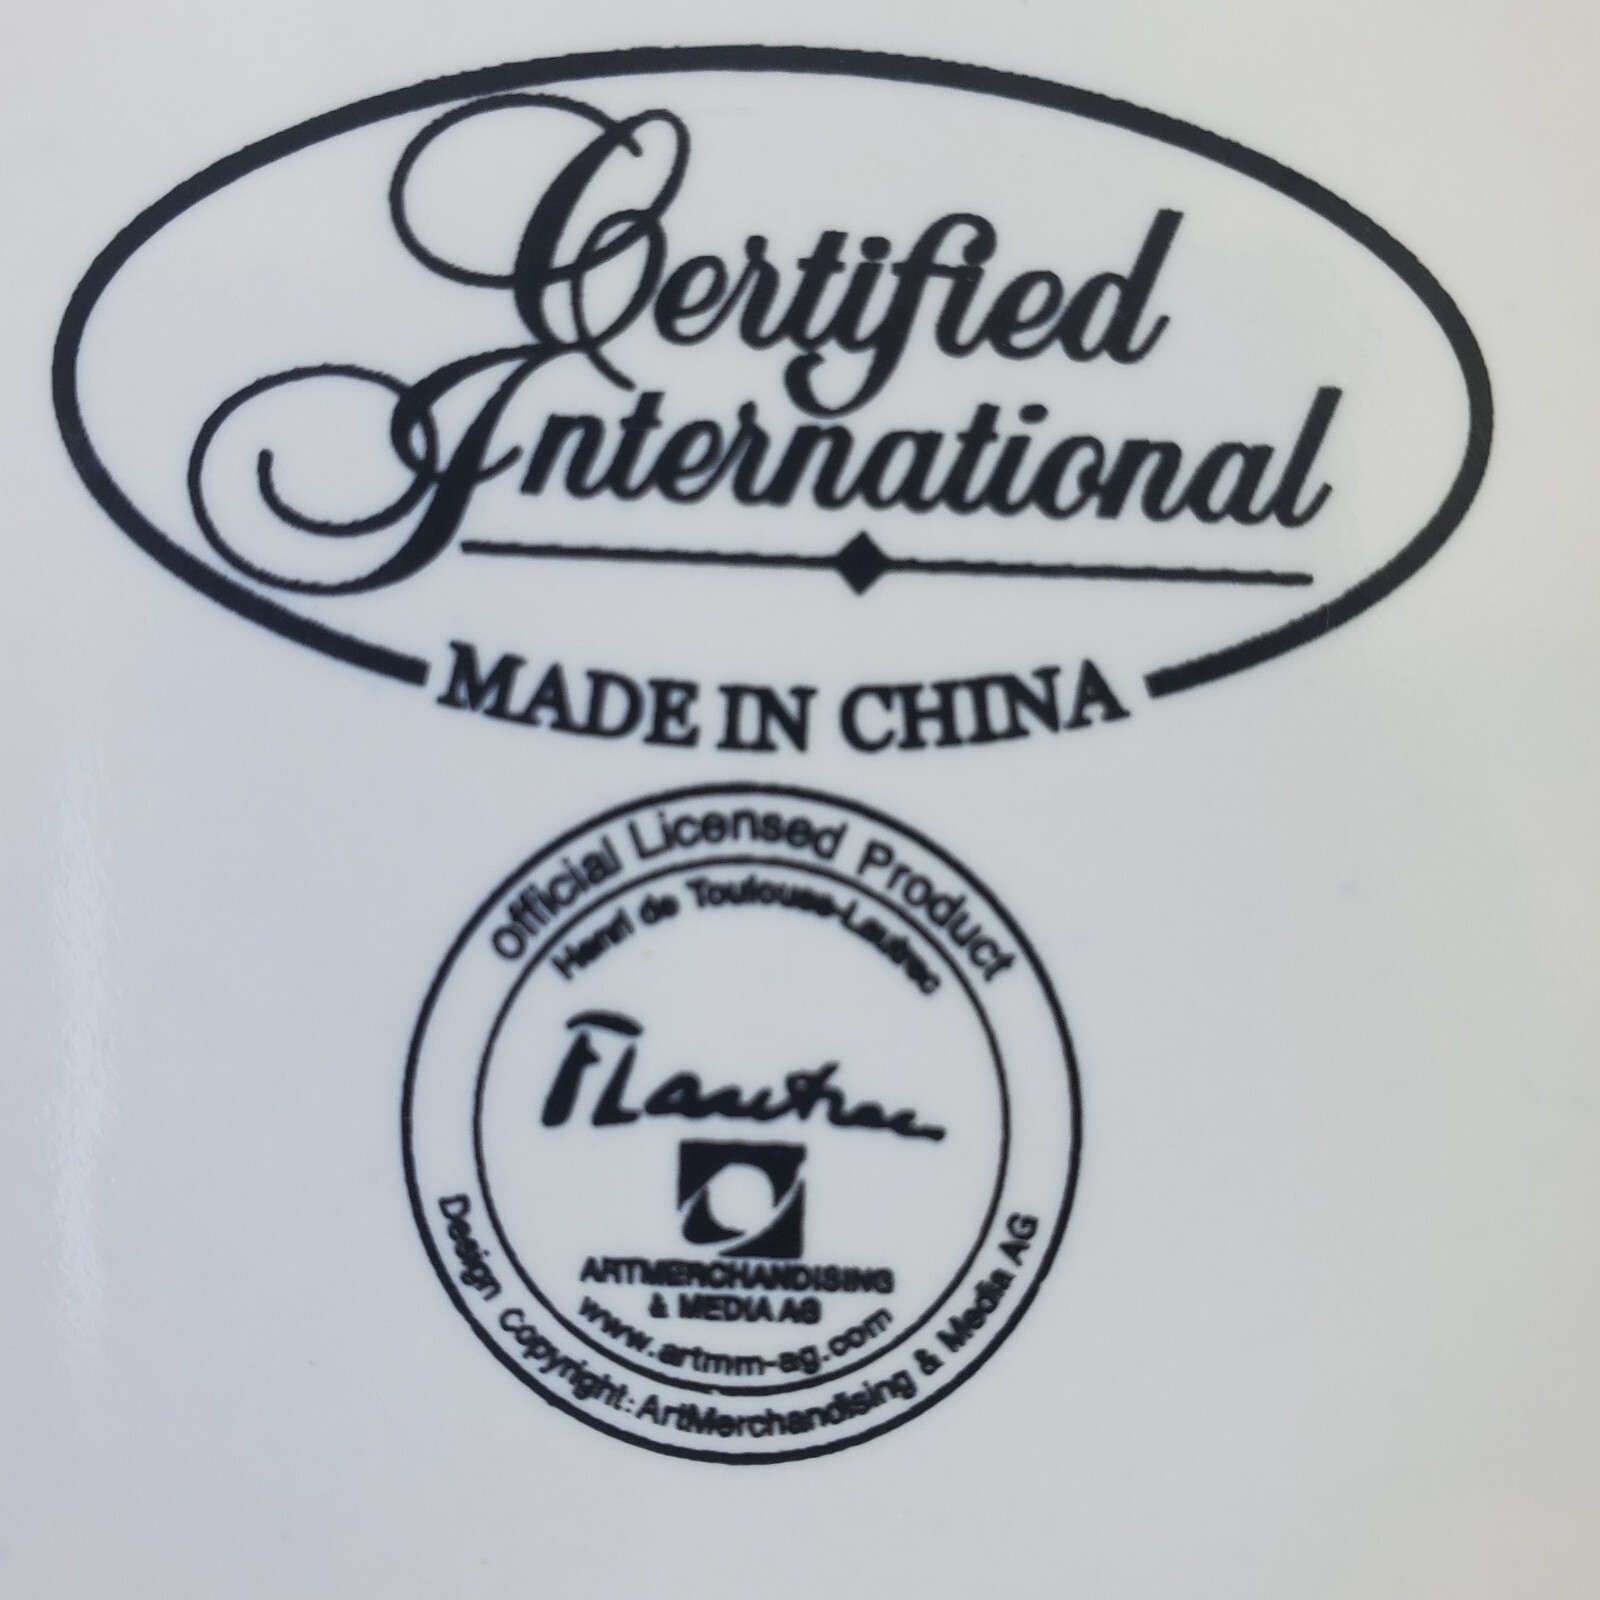 Certified
International
MADE IN CHINA
Official Licensed Product
Henri de Toulouse-Lautrec
TLautrec
ARTMERCHANDISING
& MEDIA AG
www.artmm-ag.com
Design Copyright: ArtMerchandising & Media AG